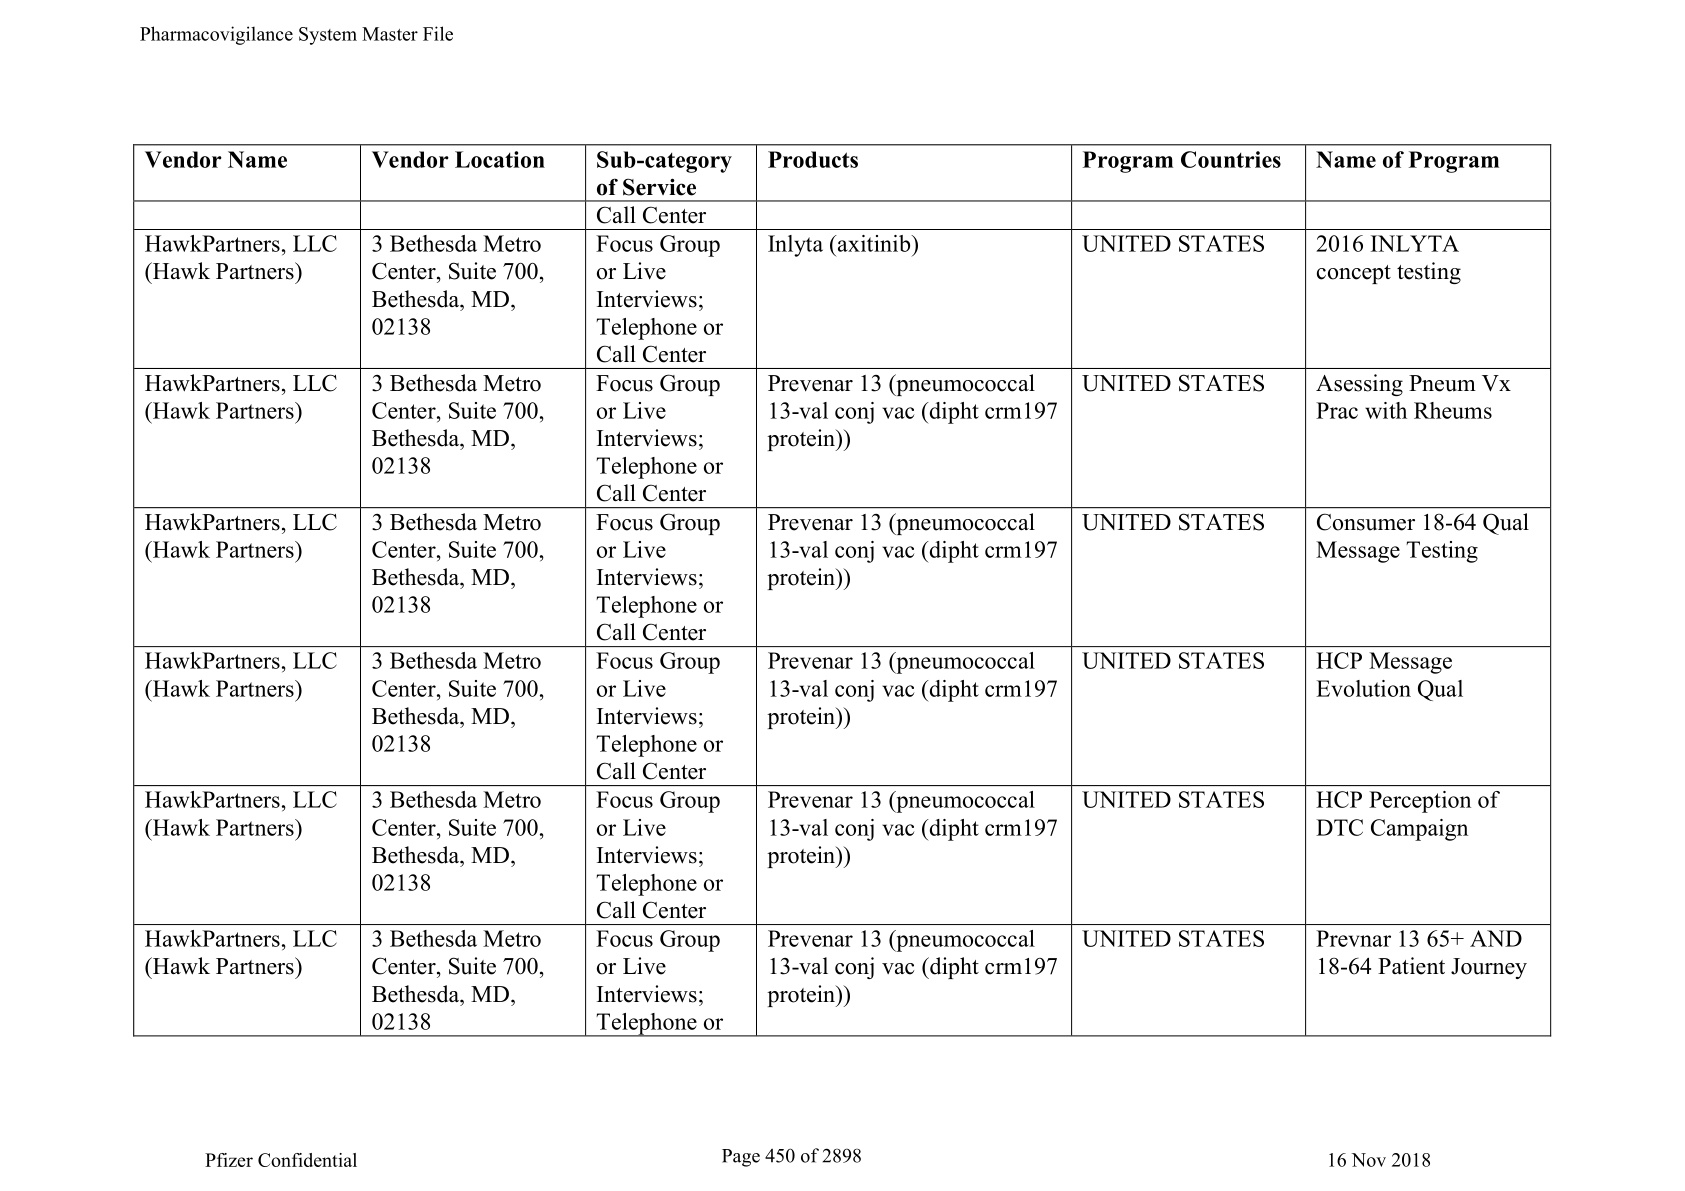 Pharmacovigilance System Master File
Vendor Name
Vendor Location
Sub-category
of Service
Products
Program Countries
Name of Program
Call Center
HawkPartners, LLC
(Hawk Partners)
3 Bethesda Metro
Center, Suite 700,
Bethesda, MD,
02138
Focus Group
or Live
Interviews;
Telephone or
Call Center
Inlyta (axitinib)
UNITED STATES
2016 INLYTA
concept testing
HawkPartners, LLC
(Hawk Partners)
3 Bethesda Metro
Center, Suite 700,
Bethesda, MD,
02138
Focus Group
or Live
Interviews;
Telephone or
Call Center
Prevenar 13 (pneumococcal
13-val conj vac (dipht crm197
protein))
UNITED STATES
Asessing Pneum Vx
Prac with Rheums
HawkPartners, LLC
(Hawk Partners)
3 Bethesda Metro
Center, Suite 700,
Bethesda, MD,
02138
Focus Group
or Live
Interviews;
Telephone or
Call Center
Prevenar 13 (pneumococcal
13-val conj vac (dipht crm197
protein))
UNITED STATES
Consumer 18-64 Qual
Message Testing
HawkPartners, LLC
(Hawk Partners)
3 Bethesda Metro
Center, Suite 700,
Bethesda, MD,
02138
Focus Group
or Live
Interviews;
Telephone or
Call Center
Prevenar 13 (pneumococcal
13-val conj vac (dipht crm197
protein))
UNITED STATES
HCP Message
Evolution Qual
HawkPartners, LLC
(Hawk Partners)
3 Bethesda Metro
Center, Suite 700,
Bethesda, MD,
02138
Focus Group
or Live
Interviews;
Telephone or
Call Center
Prevenar 13 (pneumococcal
13-val conj vac (dipht crm197
protein))
UNITED STATES
HCP Perception of
DTC Campaign
HawkPartners, LLC
(Hawk Partners)
3 Bethesda Metro
Center, Suite 700,
Bethesda, MD,
02138
Focus Group
or Live
Interviews;
Telephone or
Prevenar 13 (pneumococcal
13-val conj vac (dipht crm197
protein))
UNITED STATES
Prevnar 13 65+ AND
18-64 Patient Journey
Pfizer Confidential
Page 450 of 2898
16 Nov 2018